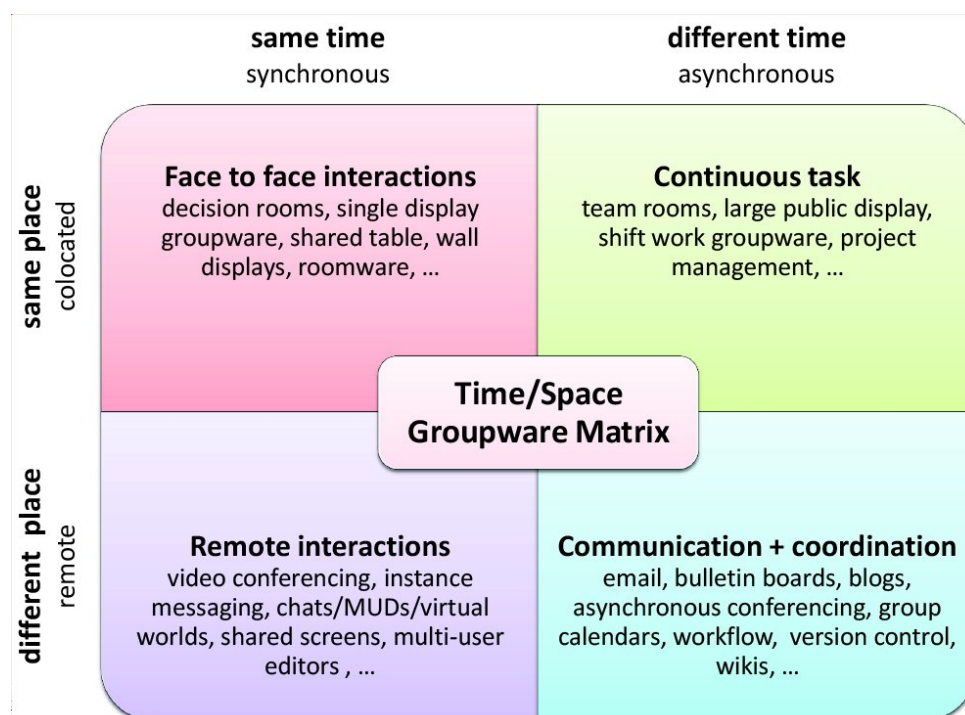 same time
synchronous
different time
asynchronous
same place
colocated
Face to face interactions
decision rooms, single display
groupware, shared table, wall
displays, roomware, ...
Continuous task
team rooms, large public display,
shift work groupware, project
management, ...
Time/Space
Groupware Matrix
different place
remote
Remote interactions
video conferencing, instance
messaging, chats/MUDs/virtual
worlds, shared screens, multi-user
editors , ...
Communication + coordination
email, bulletin boards, blogs,
asynchronous conferencing, group
calendars, workflow, version control,
wikis, ...